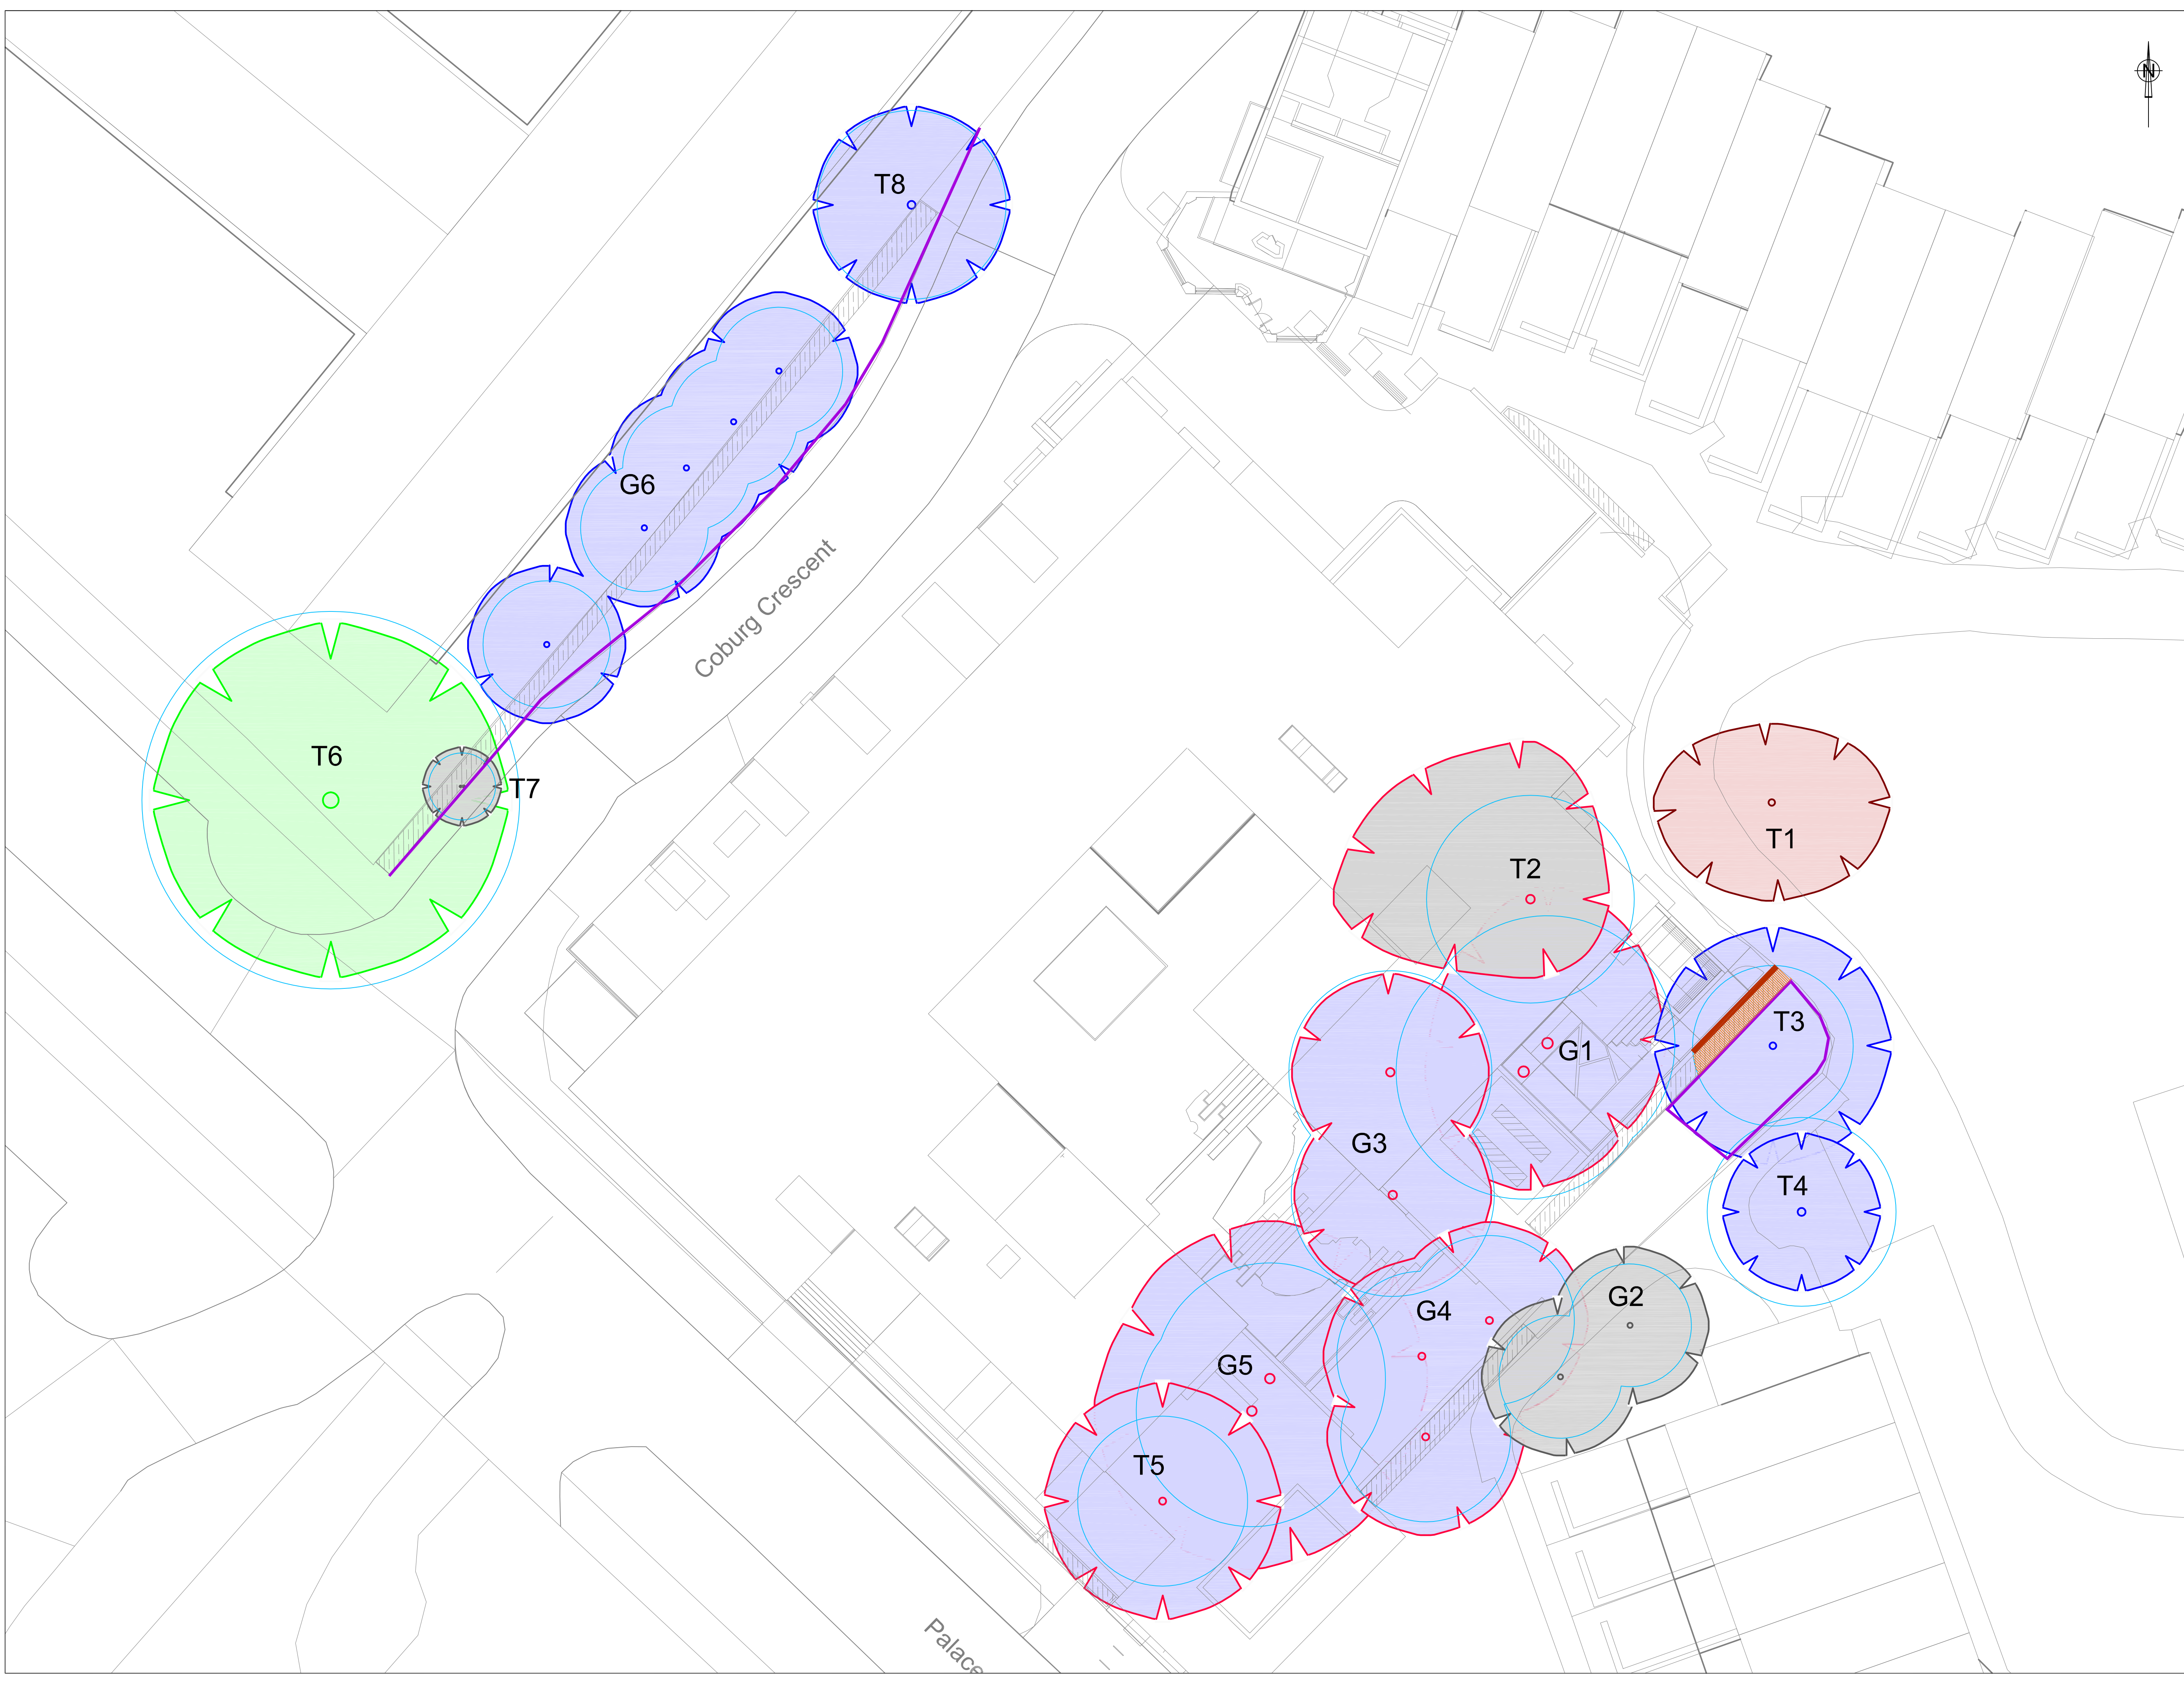 N
T8
G6
Coburg Crescent
T6
T7
T1
T2
T3
G1
G3
T4
G2
G4
G5
T5
Palace